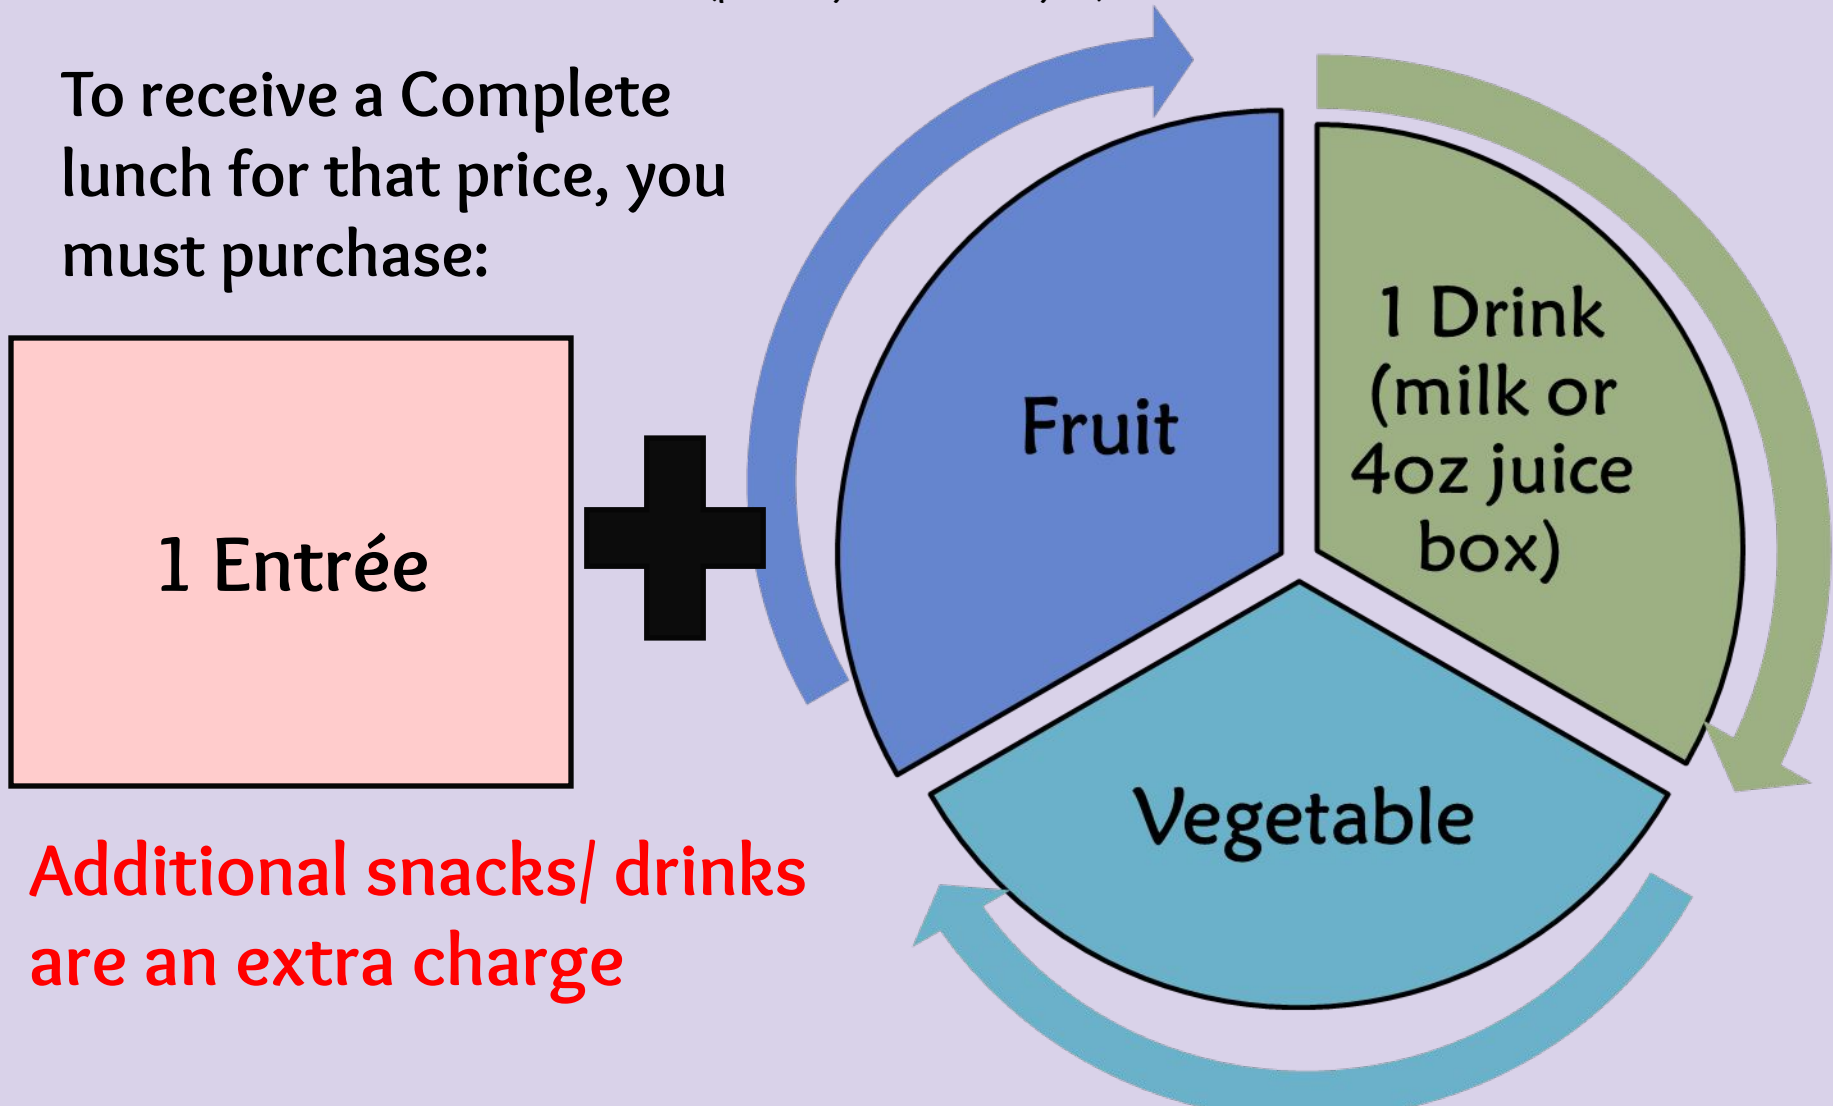 To receive a Complete
lunch for that price, you
must purchase:
1 Entrée
Fruit
1 Drink
(milk or
4oz juice
box)
Vegetable
Additional snacks/ drinks
are an extra charge